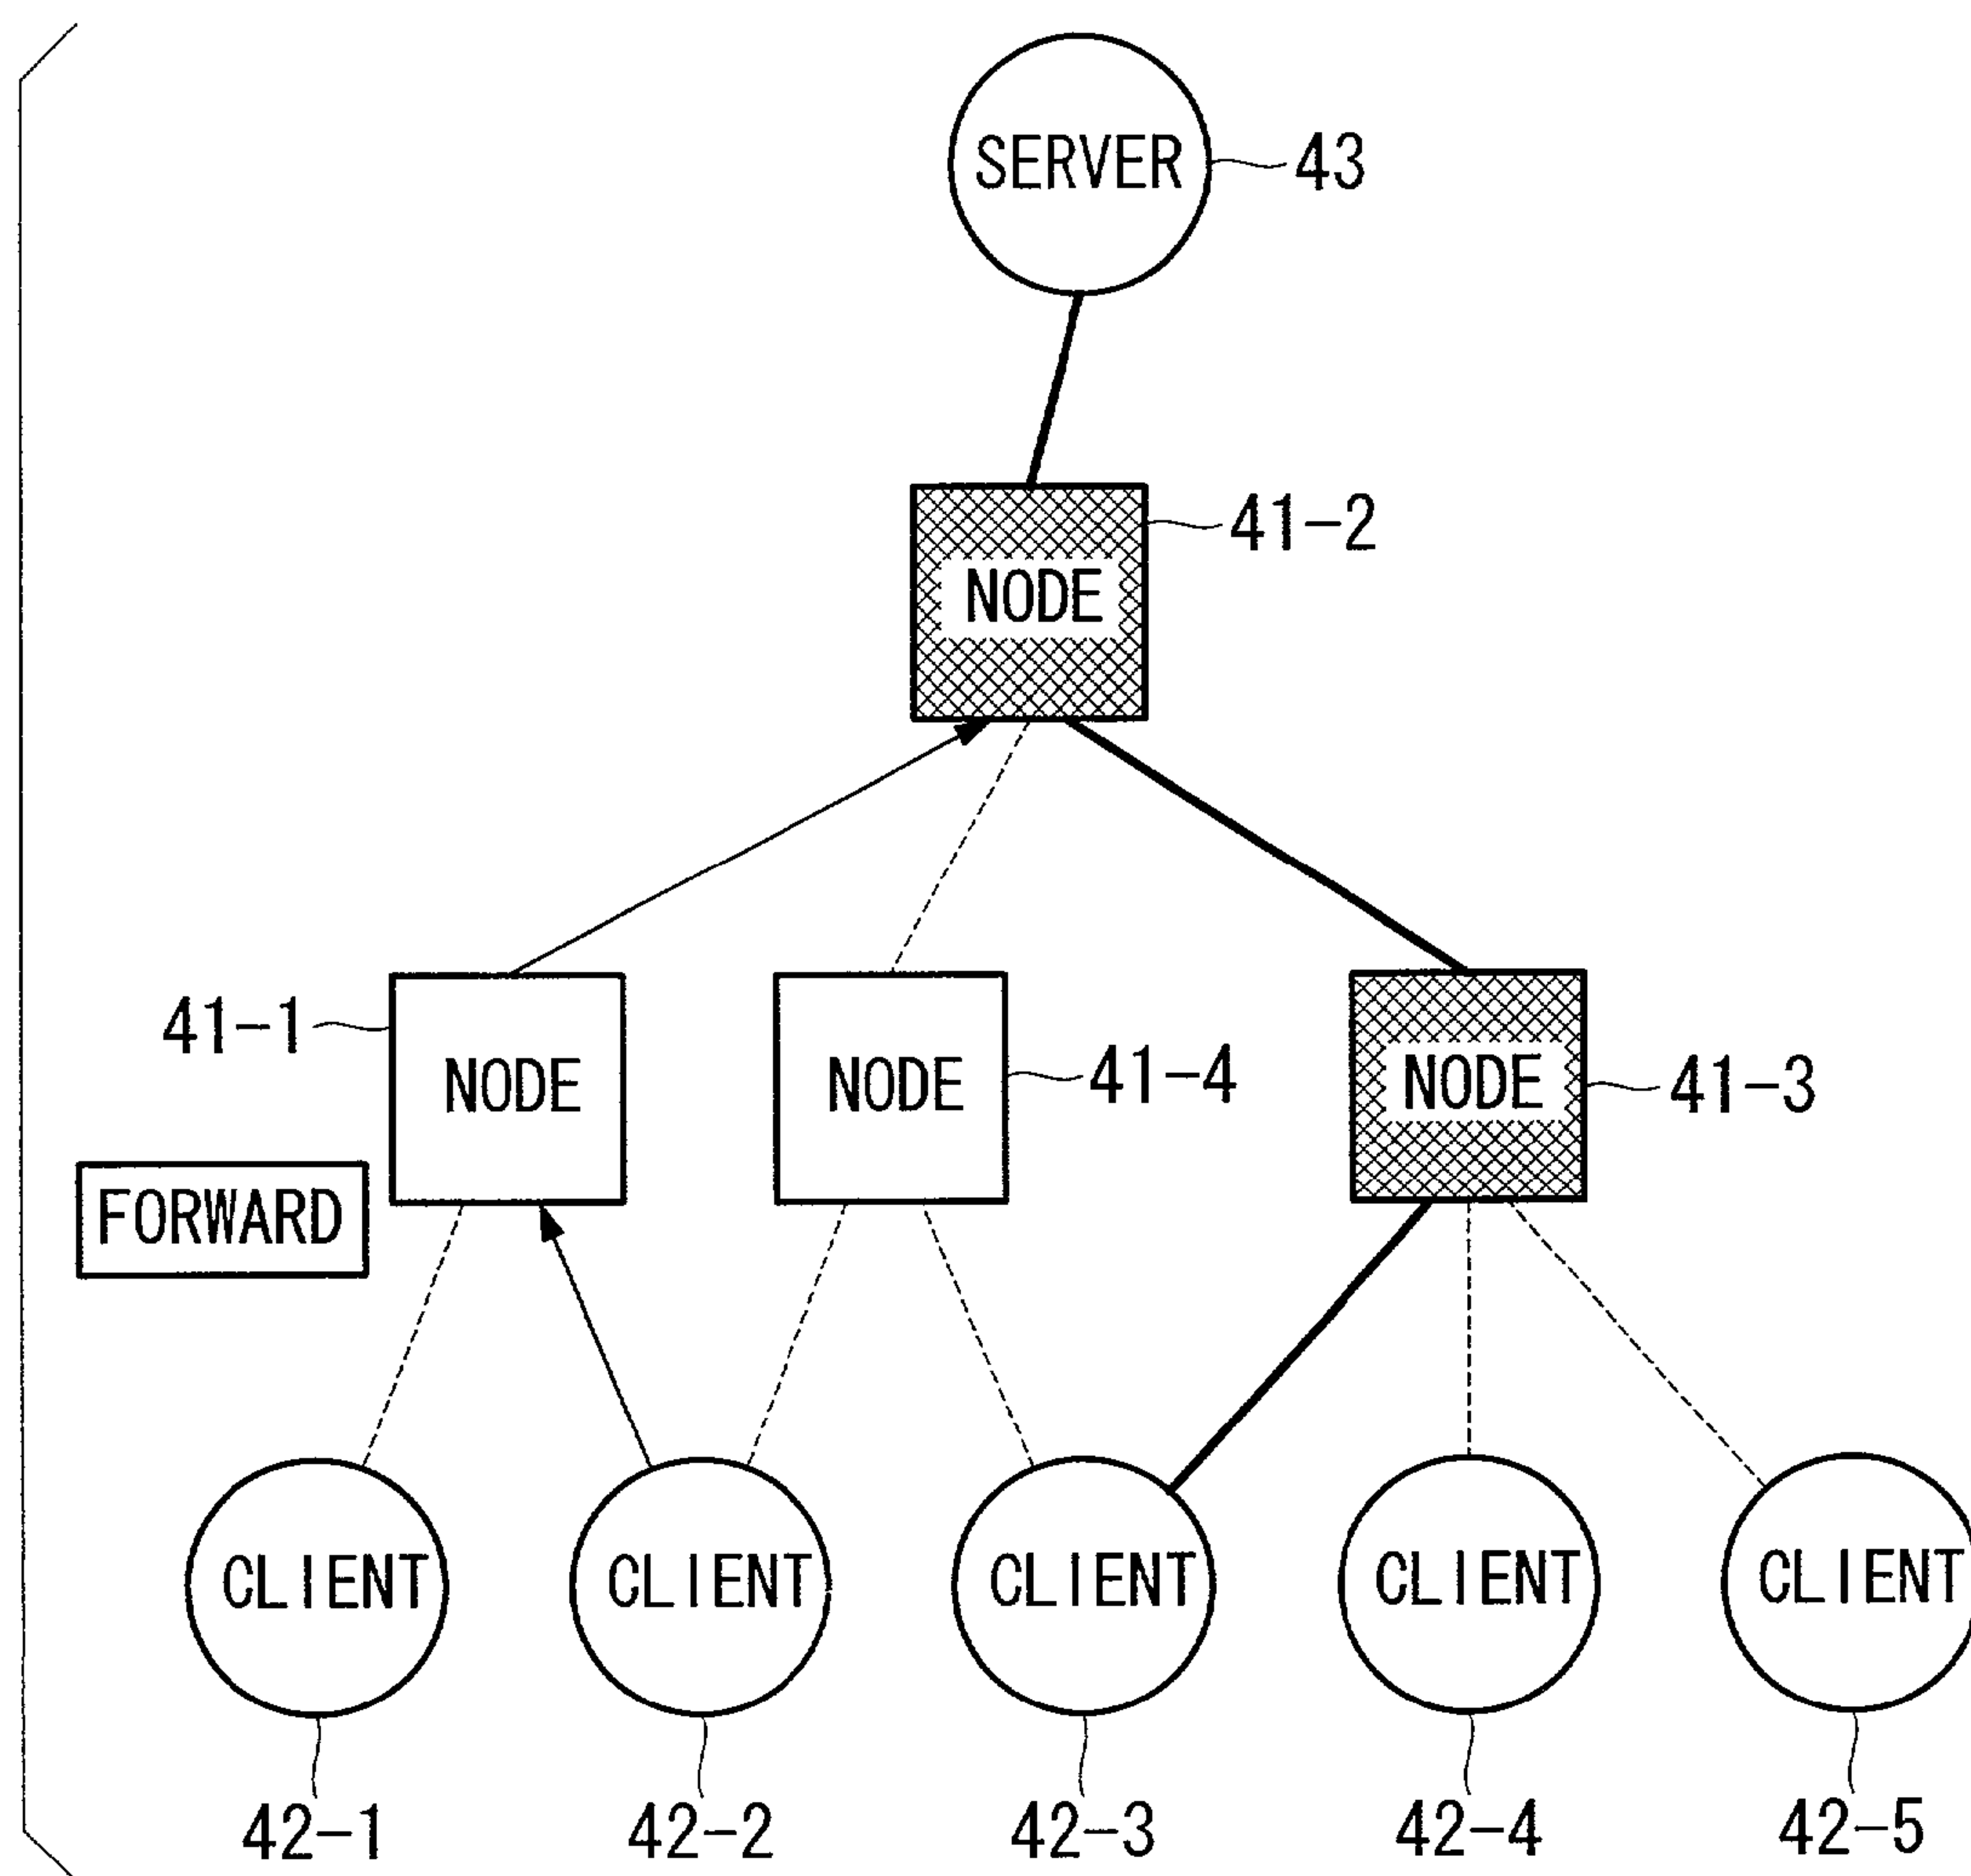 SERVER
43
41-2
NODE
41-1
NODE
NODE
41-4
NODE
41-3
FORWARD
CLIENT
CLIENT
CLIENT
CLIENT
CLIENT
42-1
42-2
42-3
42-4
42-5